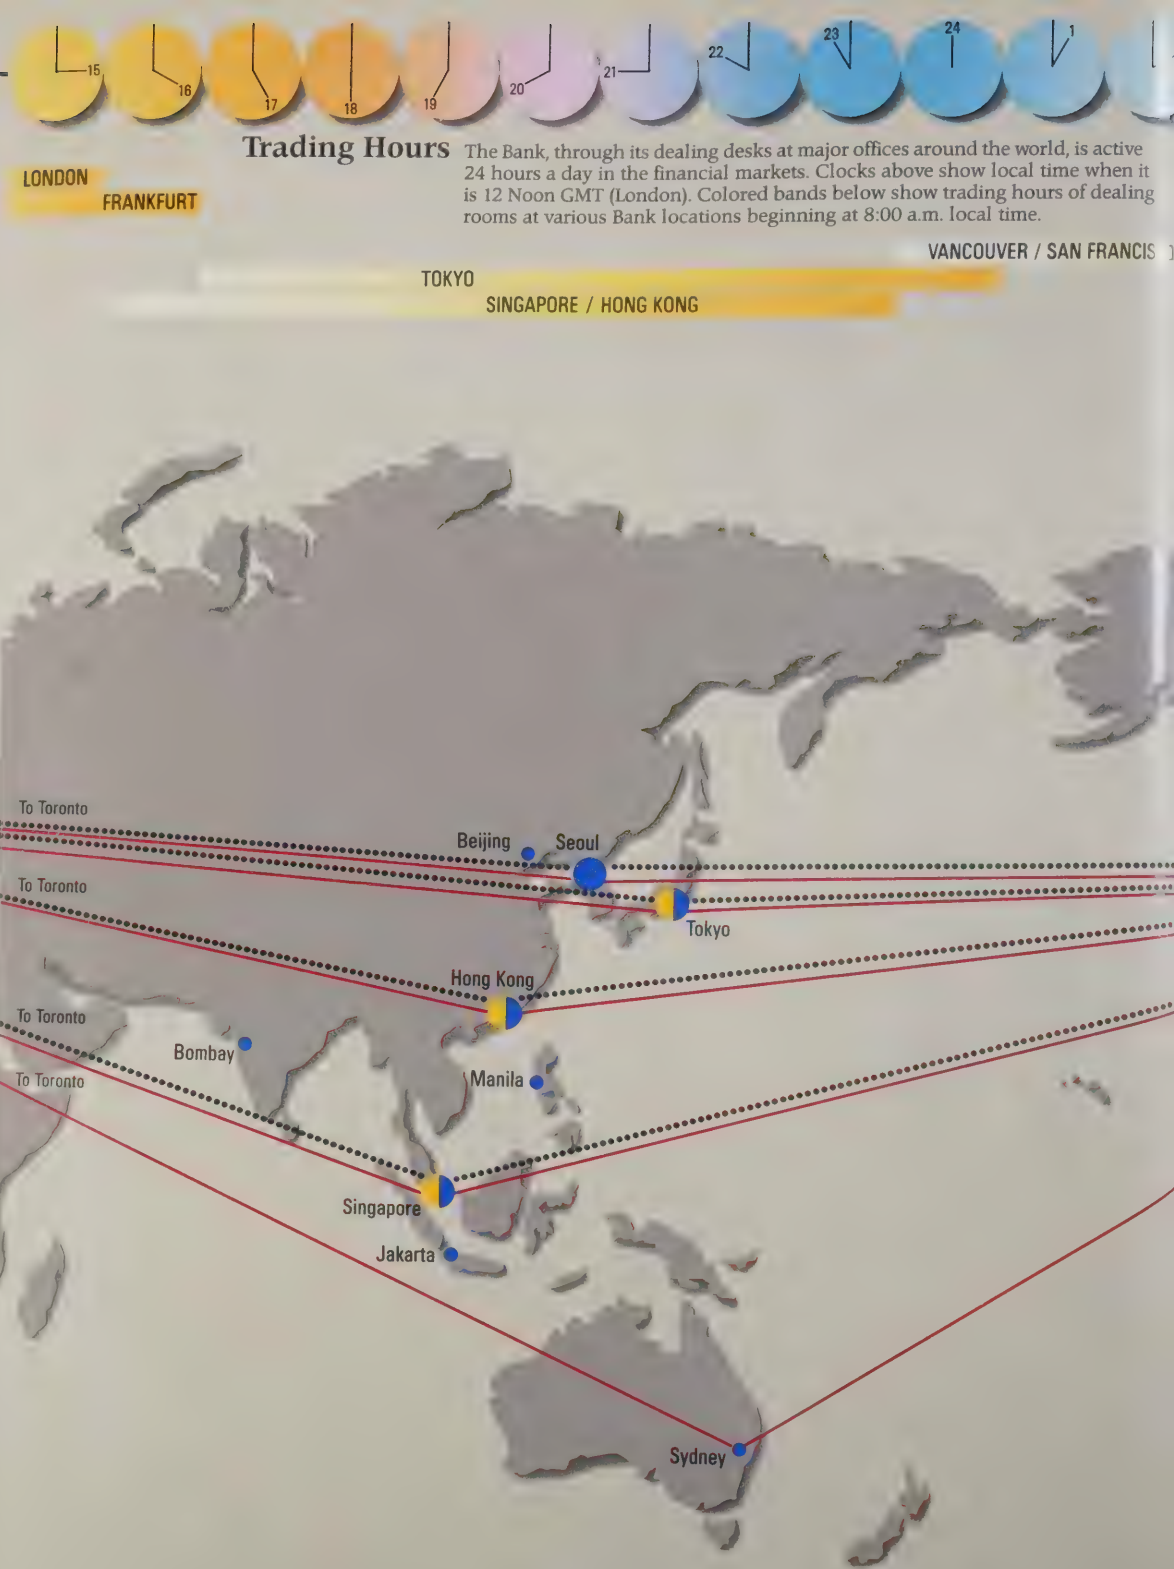 15
16
17
18
19
20
21
22
23
24
1
Trading Hours
The Bank, through its dealing desks at major offices around the world, is active
24 hours a day in the financial markets. Clocks above show local time when it
is 12 Noon GMT (London). Colored bands below show trading hours of dealing
rooms at various Bank locations beginning at 8:00 a.m. local time.
LONDON
FRANKFURT
VANCOUVER / SAN FRANCIS
TOKYO
SINGAPORE / HONG KONG
To Toronto
Beijing
Seoul
To Toronto
Tokyo
Hong Kong
To Toronto
Bombay
Manila
To Toronto
Singapore
Jakarta
Sydney